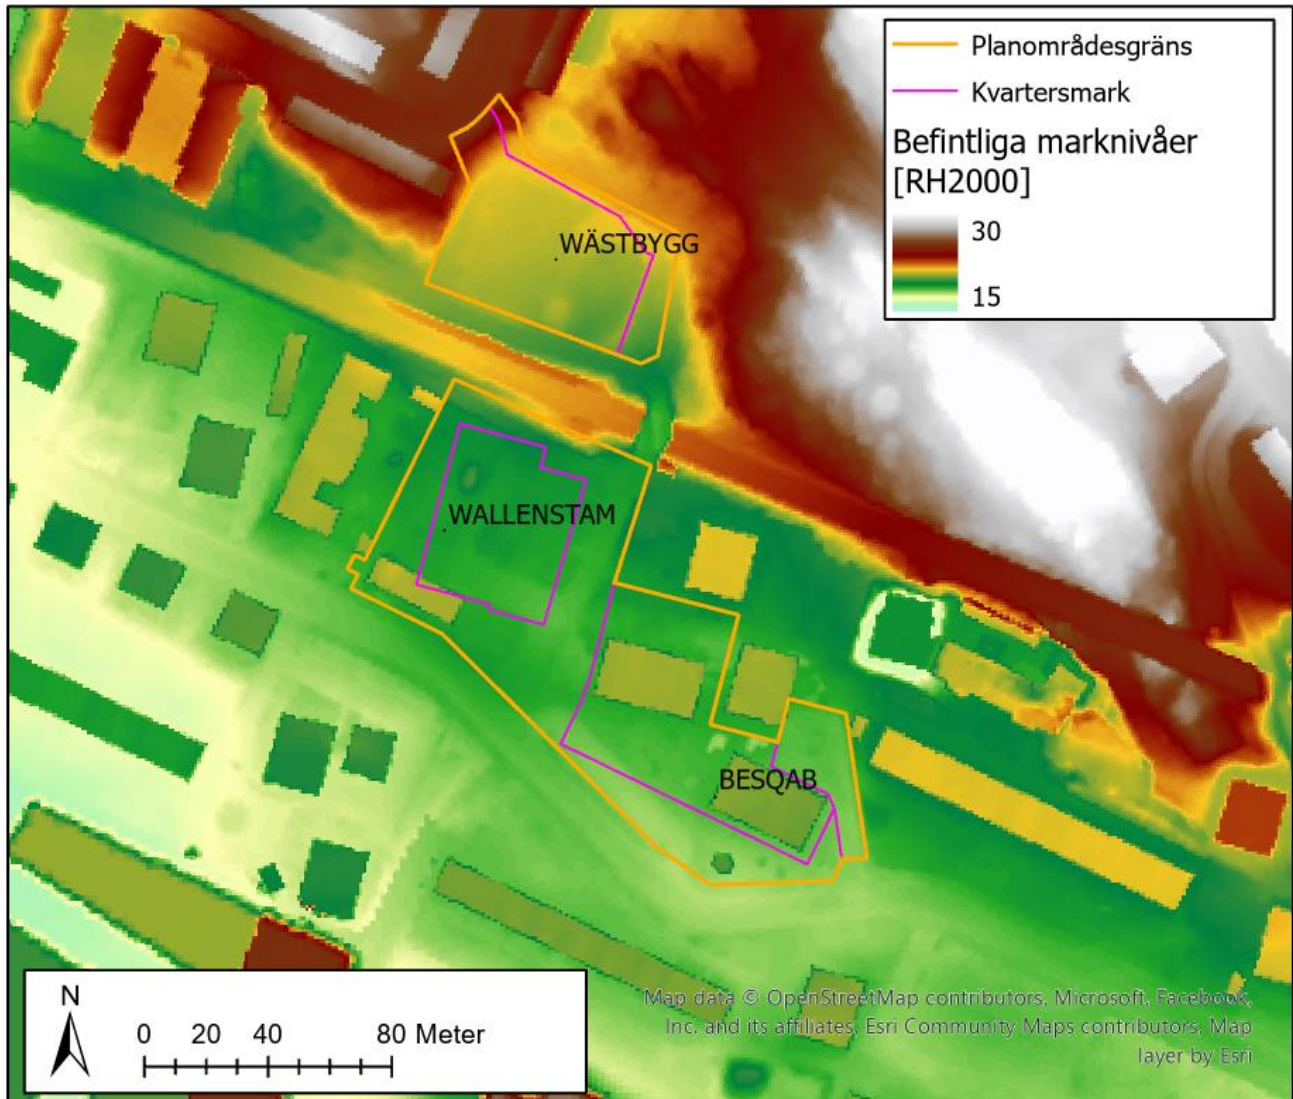 Planområdesgräns
Kvartersmark
Befintliga marknivåer
[RH2000]
30
15
WÄSTBYGG
WALLENSTAM
BESQAB
N
0 20 40 80 Meter
Map data © OpenStreetMap contributors, Microsoft, Facebook,
Inc. and its affiliates, Esri Community Maps contributors, Map
layer by Esri